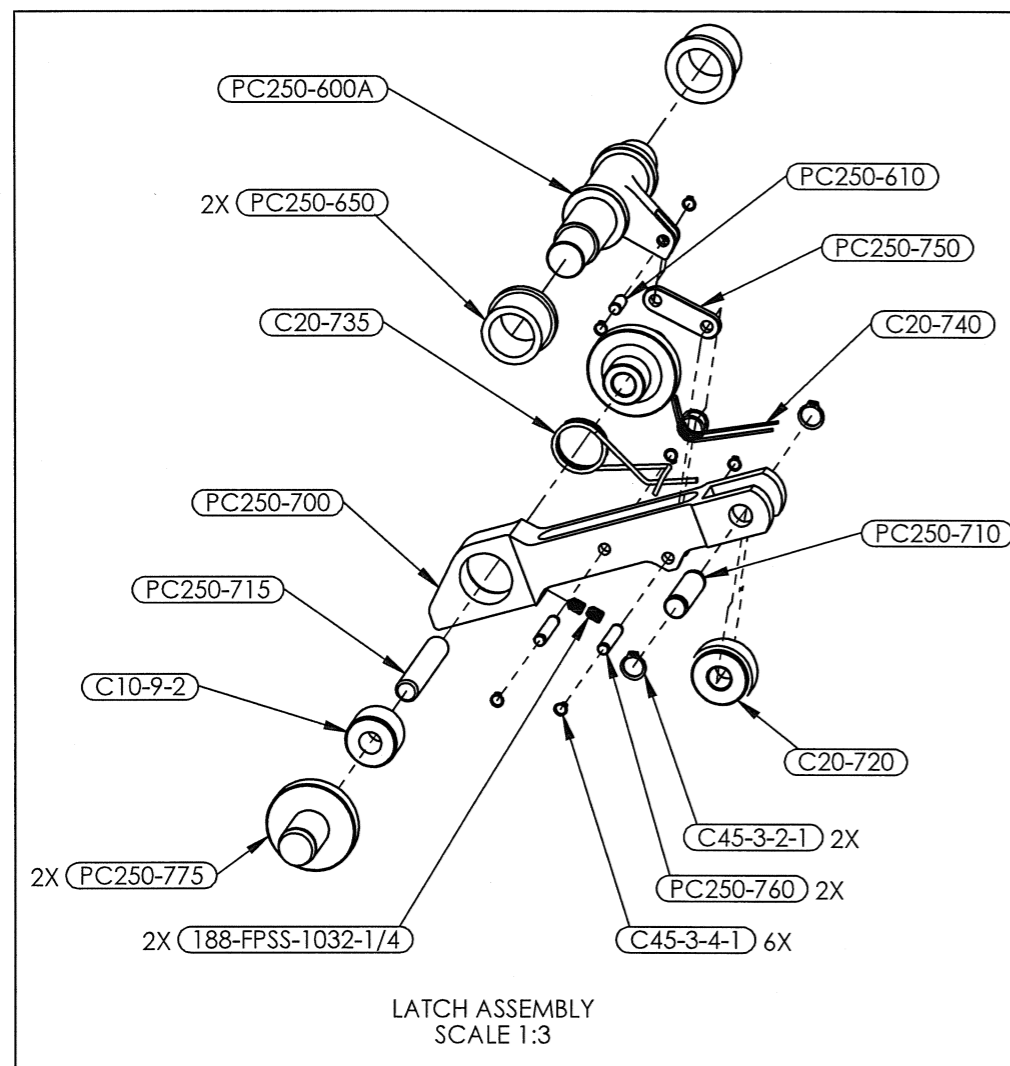 PC250-600A
PC250-610
2X PC250-650
PC250-750
C20-735
C20-740
PC250-700
PC250-710
PC250-715
C10-9-2
C20-720
C45-3-2-1 2X
2X PC250-775
PC250-760 2X
2X 188-FPSS-1032-1/4
C45-3-4-1 6X
LATCH ASSEMBLY
SCALE 1:3